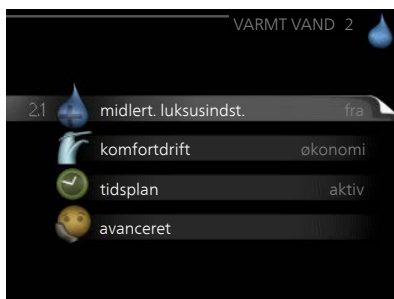 VARMT VAND 2
2.1 midlert. luksusindst. fra
komfortdrift økonomi
tidsplan aktiv
avanceret